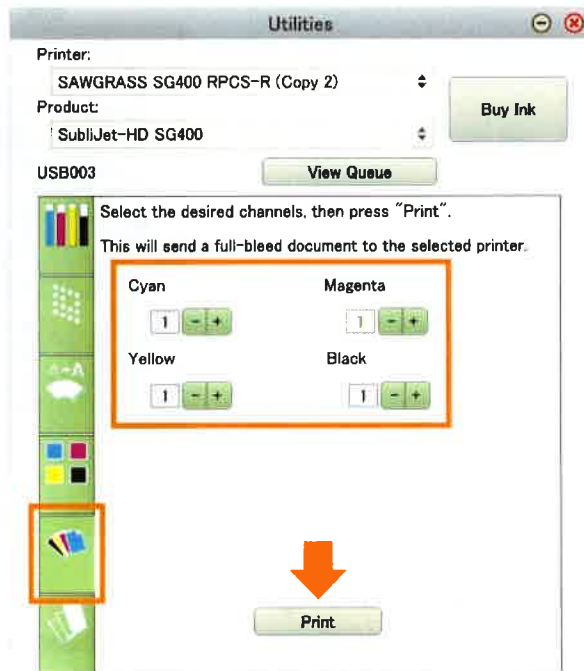 Utilities
Printer:
SAWGRASS SG400 RPCS-R (Copy 2)
Product:
SubliJet-HD SG400
Buy Ink
USB003
View Queue
Select the desired channels, then press "Print".
This will send a full-bleed document to the selected printer.
Cyan
Magenta
1 - +
1 - +
Yellow
Black
1 - +
1 - +
Print